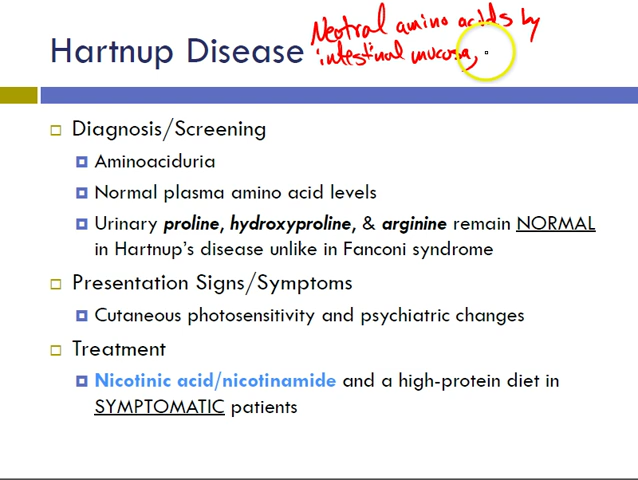 Hartnup Disease
Neutral amino acids by
intestinal mucosa,
Diagnosis/Screening
Aminoaciduria
Normal plasma amino acid levels
Urinary proline, hydroxyproline, & arginine remain NORMAL
in Hartnup's disease unlike in Fanconi syndrome
Presentation Signs/Symptoms
Cutaneous photosensitivity and psychiatric changes
Treatment
Nicotinic acid/nicotinamide and a high-protein diet in
SYMPTOMATIC patients